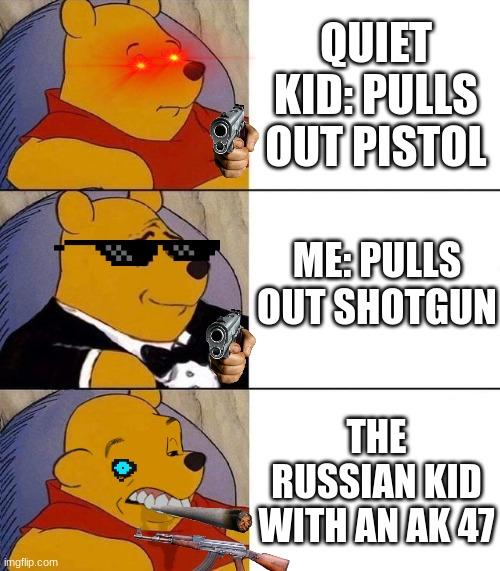 QUIET
KID: PULLS
OUT PISTOL
ME: PULLS
OUT SHOTGUN
THE
RUSSIAN KID
WITH AN AK 47
imgflip.com